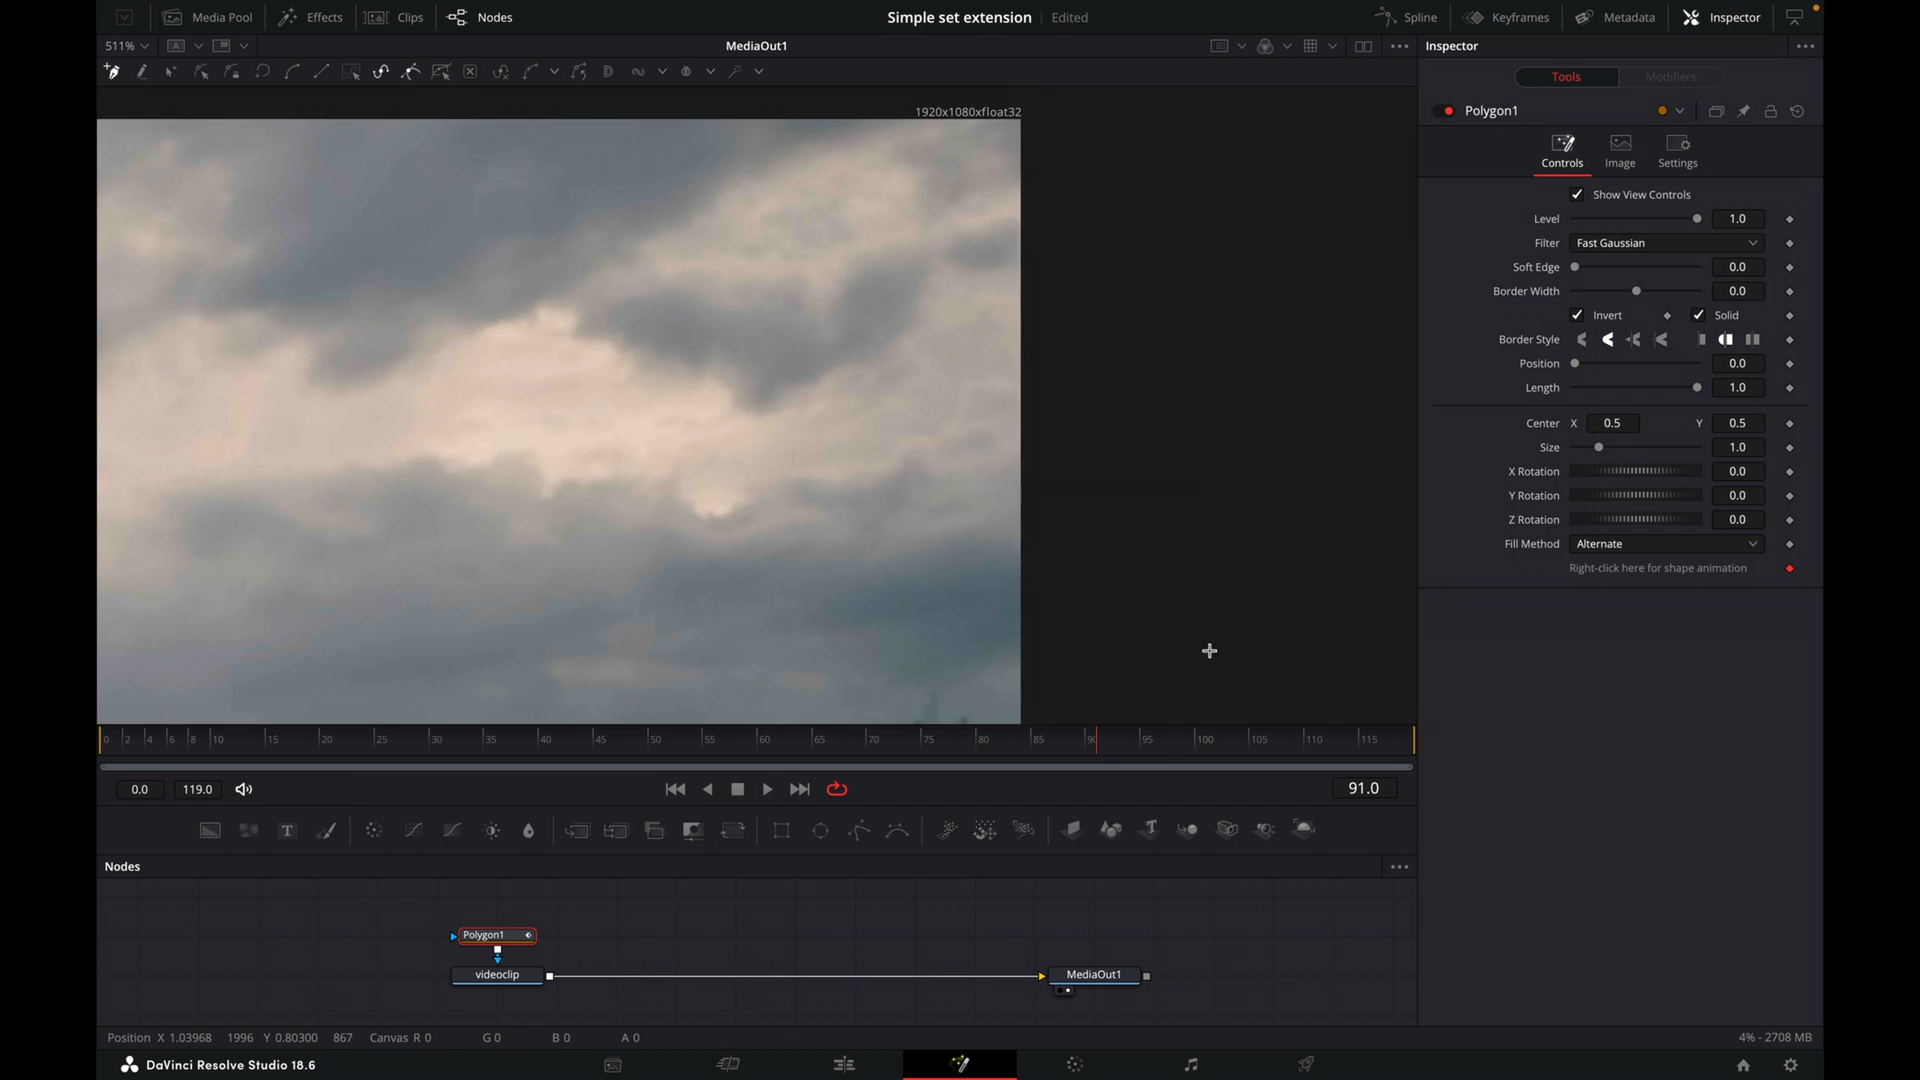 Media Pool Effects Clips Nodes Simple set extension Edited Spline Keyframes Metadata Inspector
511% A MediaOut1 Inspector
Tools Modifiers
1920x1080xfloat32 Polygon1
Controls Image Settings
Show View Controls
Level 1.0
Filter Fast Gaussian
Soft Edge 0.0
Border Width 0.0
Invert Solid
Border Style
Position 0.0
Length 1.0
Center X 0.5 Y 0.5
Size 1.0
X Rotation 0.0
Y Rotation 0.0
Z Rotation 0.0
Fill Method Alternate
Right-click here for shape animation
0 2 4 6 8 10 15 20 25 30 35 40 45 50 55 60 65 70 75 80 85 90 95 100 105 110 115
0.0 119.0 91.0
Nodes
Polygon1
videoclip MediaOut1
Position X 1.03968 1996 Y 0.80300 867 Canvas R 0 G 0 B 0 A 0 4% - 2708 MB
DaVinci Resolve Studio 18.6